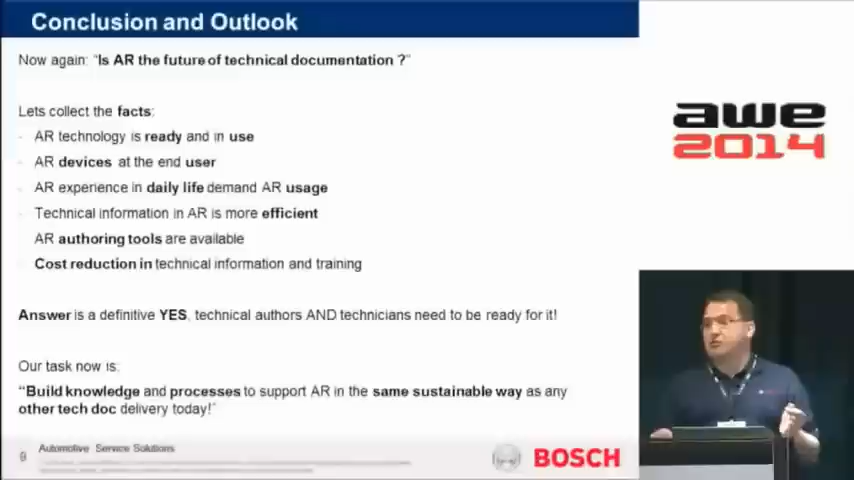 Conclusion and Outlook
Now again: "Is AR the future of technical documentation ?"
Lets collect the facts:
- AR technology is ready and in use
- AR devices at the end user
- AR experience in daily life demand AR usage
- Technical information in AR is more efficient
AR authoring tools are available
- Cost reduction in technical information and training
Answer is a definitive YES, technical authors AND technicians need to be ready for it!
Our task now is:
"Build knowledge and processes to support AR in the same sustainable way as any
other tech doc delivery today!"
9
Automotive Service Solutions
BOSCH
awe
2014